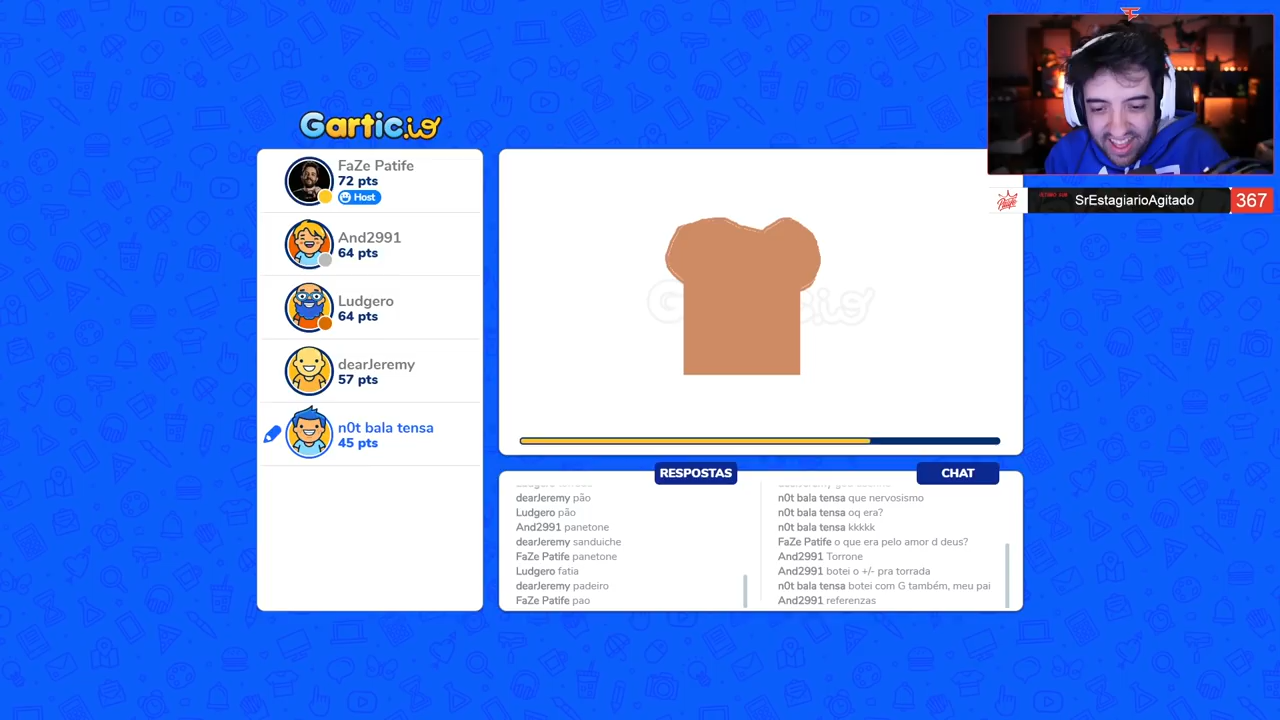 Gartic.io
FaZe Patife
72 pts
Host
And2991
64 pts
Ludgero
64 pts
dearJeremy
57 pts
n0t bala tensa
45 pts
SrEstagiarioAgitado
367
RESPOSTAS
dearJeremy pão
Ludgero pão
And2991 panetone
dearJeremy sanduiche
FaZe Patife panetone
Ludgero fatia
dearJeremy padeiro
FaZe Patife pao
CHAT
n0t bala tensa que nervosismo
n0t bala tensa oq era?
n0t bala tensa kkkkk
FaZe Patife o que era pelo amor d deus?
And2991 Torrone
And2991 botei o +/- pra torrada
n0t bala tensa botei com G também, meu pai
And2991 referenzas